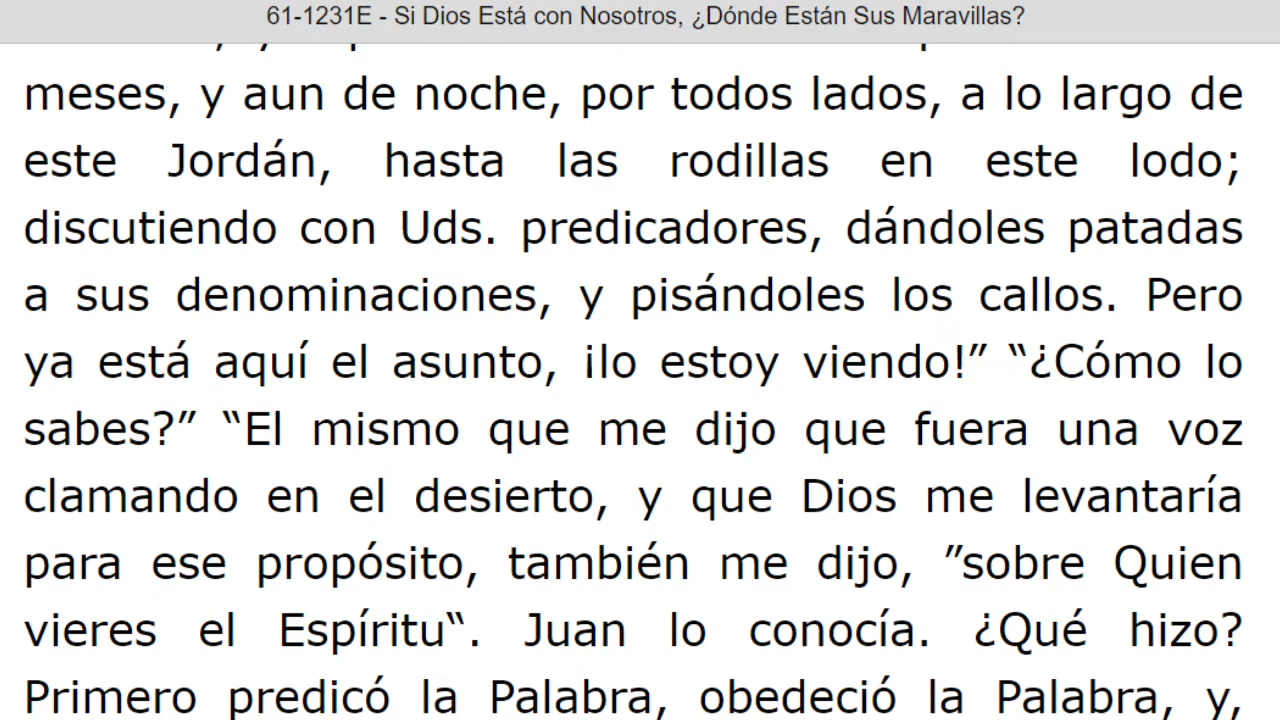 61-1231E - Si Dios Está con Nosotros, ¿Dónde Están Sus Maravillas?
meses, y aun de noche, por todos lados, a lo largo de
este Jordán, hasta las rodillas en este lodo;
discutiendo con Uds. predicadores, dándoles patadas
a sus denominaciones, y pisándoles los callos. Pero
ya está aquí el asunto, ¡lo estoy viendo!” “¿Cómo lo
sabes?” “El mismo que me dijo que fuera una voz
clamando en el desierto, y que Dios me levantaría
para ese propósito, también me dijo, ”sobre Quien
vieres el Espíritu“. Juan lo conocía. ¿Qué hizo?
Primero predicó la Palabra, obedeció la Palabra, y,